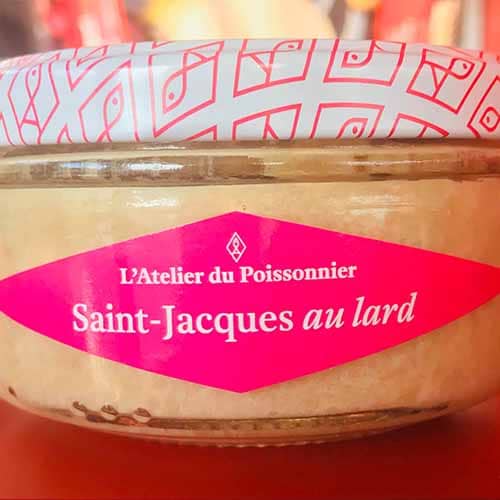 L'Atelier du Poissonnier
Saint-Jacques au lard